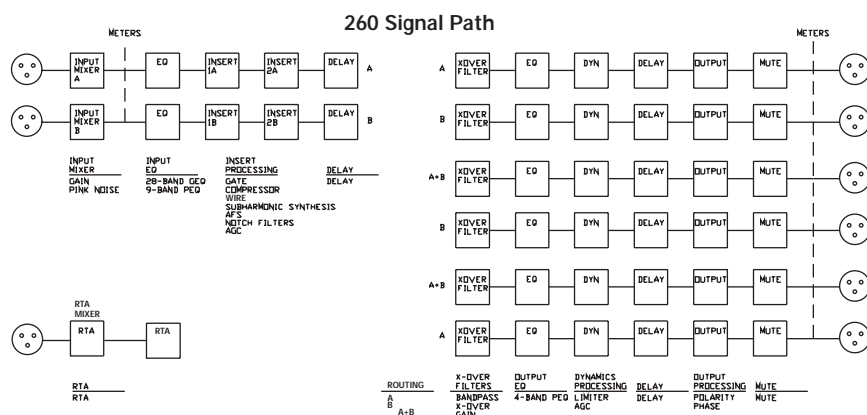 260 Signal Path
METERS
INPUT MIXER A
EQ
INSERT 1A
INSERT 2A
DELAY
A
INPUT MIXER B
EQ
INSERT 1B
INSERT 2B
DELAY
B
INPUT MIXER
GAIN
PINK NOISE
INPUT EQ
28-BAND GEQ
9-BAND PEQ
INSERT PROCESSING
GATE
COMPRESSOR
WIRE
SUBHARMONIC SYNTHESIS
AFS
NOTCH FILTERS
AGC
DELAY
DELAY
RTA MIXER
RTA
RTA
RTA
RTA
METERS
A
XOVER FILTER
EQ
DYN
DELAY
OUTPUT
MUTE
B
XOVER FILTER
EQ
DYN
DELAY
OUTPUT
MUTE
A+B
XOVER FILTER
EQ
DYN
DELAY
OUTPUT
MUTE
B
XOVER FILTER
EQ
DYN
DELAY
OUTPUT
MUTE
A+B
XOVER FILTER
EQ
DYN
DELAY
OUTPUT
MUTE
A
XOVER FILTER
EQ
DYN
DELAY
OUTPUT
MUTE
ROUTING
A
B
A+B
X-OVER FILTERS
BANDPASS
X-OVER
GAIN
OUTPUT EQ
4-BAND PEQ
DYNAMICS PROCESSING
LIMITER
AGC
DELAY
DELAY
OUTPUT PROCESSING
POLARITY
PHASE
MUTE
MUTE